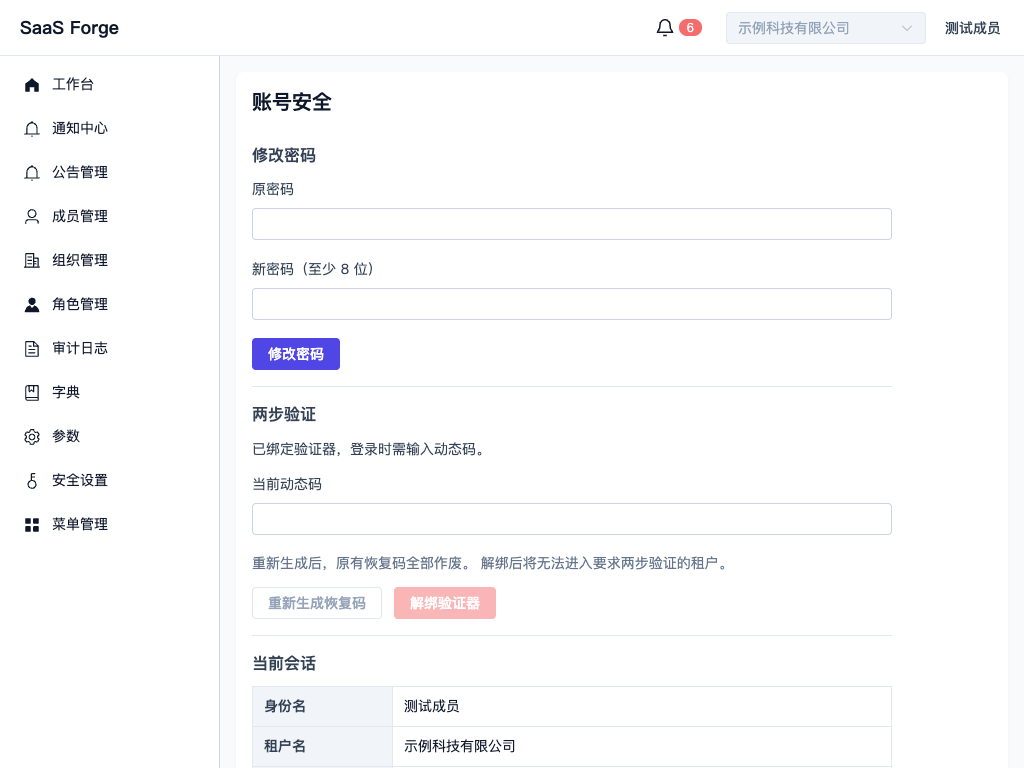 SaaS Forge
6
示例科技有限公司
测试成员
工作台
通知中心
公告管理
成员管理
组织管理
角色管理
审计日志
字典
参数
安全设置
菜单管理
账号安全
修改密码
原密码
新密码（至少 8 位）
修改密码
两步验证
已绑定验证器，登录时需输入动态码。
当前动态码
重新生成后，原有恢复码全部作废。 解绑后将无法进入要求两步验证的租户。
重新生成恢复码 解绑验证器
当前会话
身份名 测试成员
租户名 示例科技有限公司